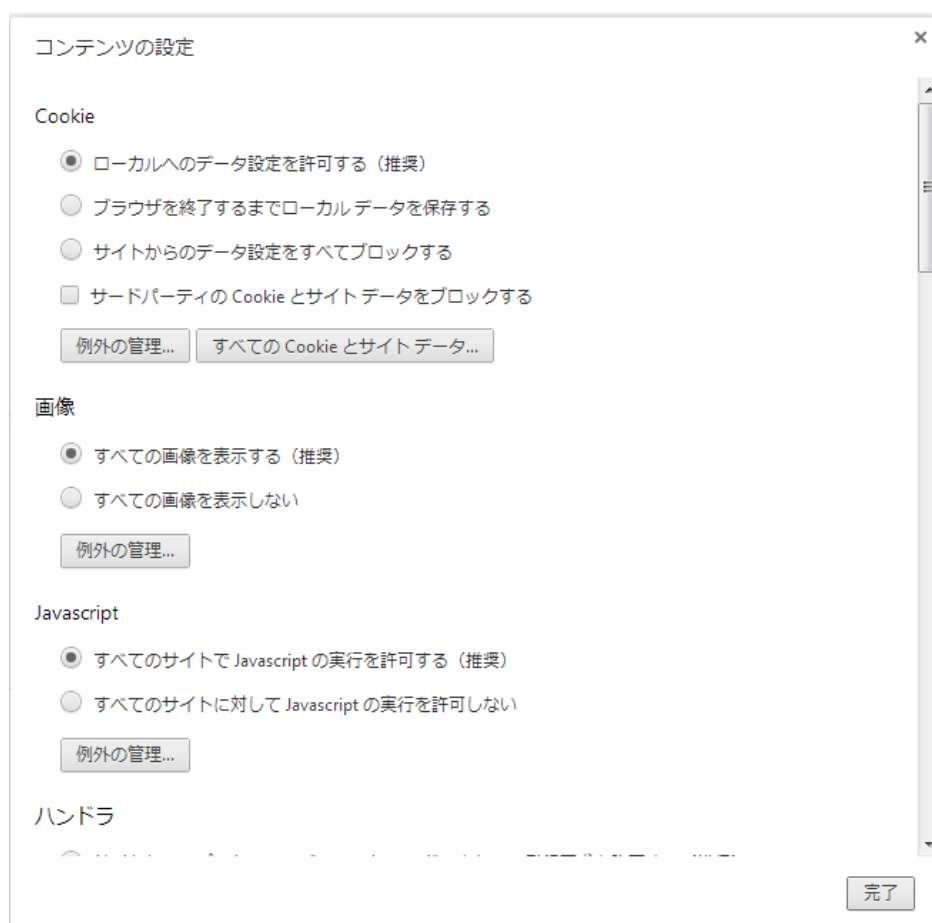 コンテンツの設定
Cookie
ローカルへのデータ設定を許可する（推奨）
ブラウザを終了するまでローカル データを保存する
サイトからのデータ設定をすべてブロックする
サードパーティの Cookie とサイト データをブロックする
例外の管理... すべての Cookie とサイト データ...
画像
すべての画像を表示する（推奨）
すべての画像を表示しない
例外の管理...
Javascript
すべてのサイトで Javascript の実行を許可する（推奨）
すべてのサイトに対して Javascript の実行を許可しない
例外の管理...
ハンドラ
完了